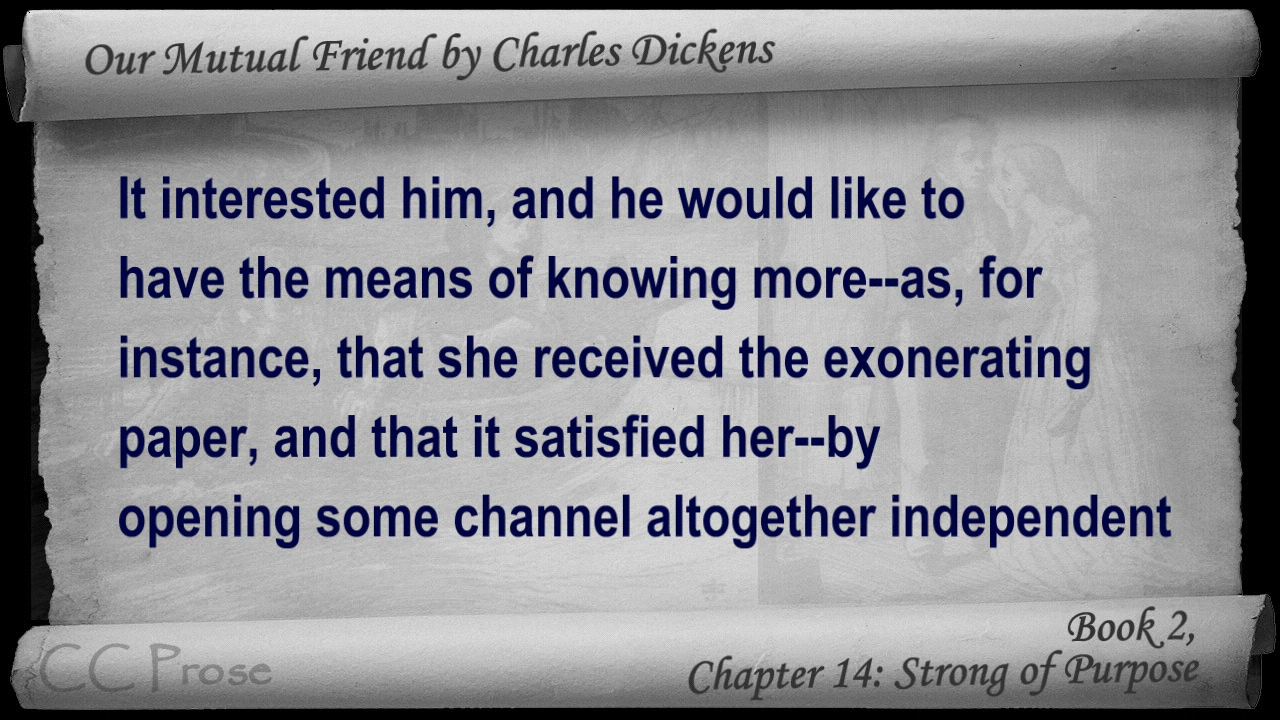 Our Mutual Friend by Charles Dickens
It interested him, and he would like to
have the means of knowing more--as, for
instance, that she received the exonerating
paper, and that it satisfied her--by
opening some channel altogether independent
Book 2,
Chapter 14: Strong of Purpose
CC Prose